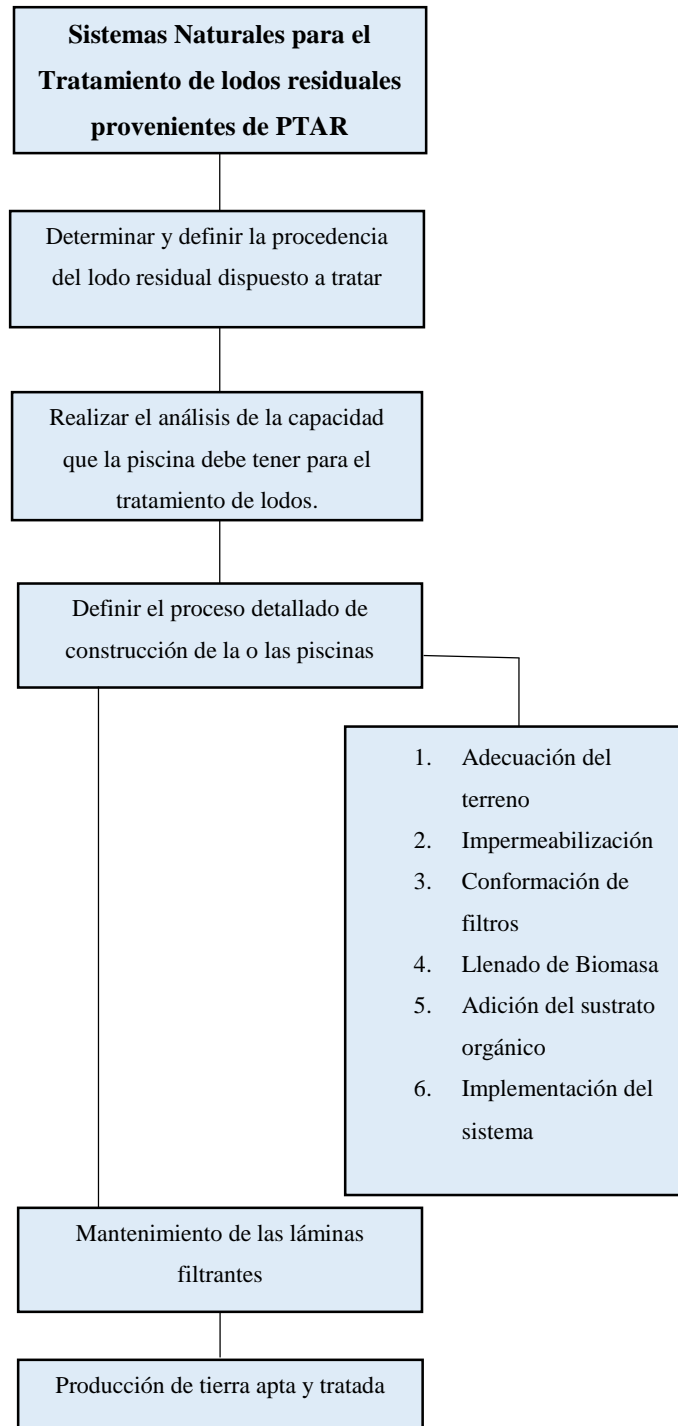 Sistemas Naturales para el
Tratamiento de lodos residuales
provenientes de PTAR
Determinar y definir la procedencia
del lodo residual dispuesto a tratar
Realizar el análisis de la capacidad
que la piscina debe tener para el
tratamiento de lodos.
Definir el proceso detallado de
construcción de la o las piscinas
1. Adecuación del
terreno
2. Impermeabilización
3. Conformación de
filtros
4. Llenado de Biomasa
5. Adición del sustrato
orgánico
6. Implementación del
sistema
Mantenimiento de las láminas
filtrantes
Producción de tierra apta y tratada